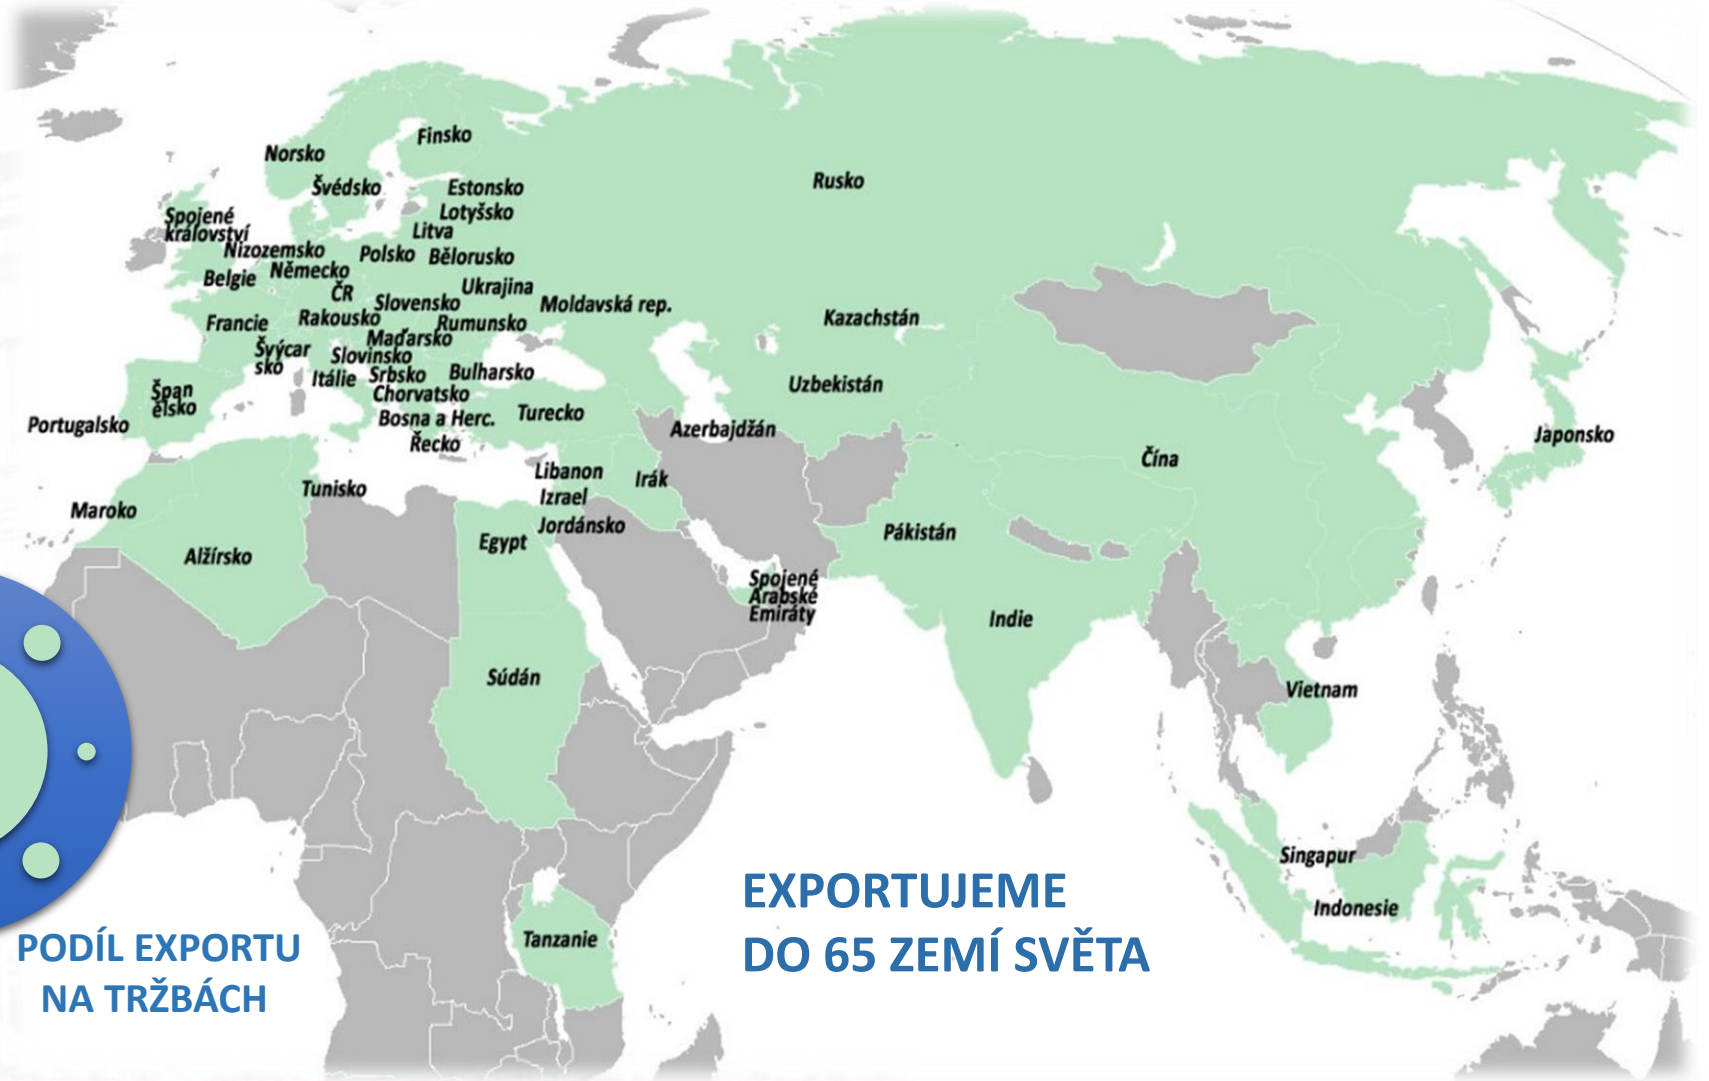 Finsko
Norsko
Švédsko
Estonsko
Rusko
Lotyšsko
Spojené
království
Litva
Nizozemsko
Polsko
Bělorusko
Německo
Belgie
ČR
Ukrajina
Slovensko
Moldavská rep.
Francie
Rakousko
Rumunsko
Kazachstán
Maďarsko
Švýcar
sko
Slovinsko
Itálie
Srbsko
Bulharsko
Uzbekistán
Špan
ělsko
Chorvatsko
Portugalsko
Bosna a Herc.
Turecko
Azerbajdžán
Japonsko
Řecko
Čína
Libanon
Irák
Tunisko
Izrael
Maroko
Jordánsko
Egypt
Pákistán
Alžírsko
Spojené
Arabské
Emiráty
Indie
Súdán
Vietnam
Singapur
Indonesie
Tanzanie
EXPORTUJEME
DO 65 ZEMÍ SVĚTA
PODÍL EXPORTU
NA TRŽBÁCH